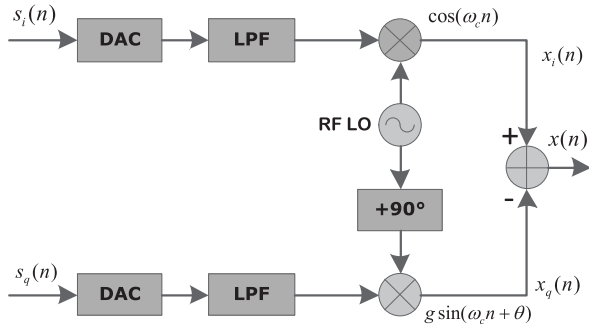 s_i(n)
DAC
LPF
cos(ω_c n)
x_i(n)
RF LO
+
x(n)
-
+90°
s_q(n)
DAC
LPF
x_q(n)
g sin(ω_c n + θ)